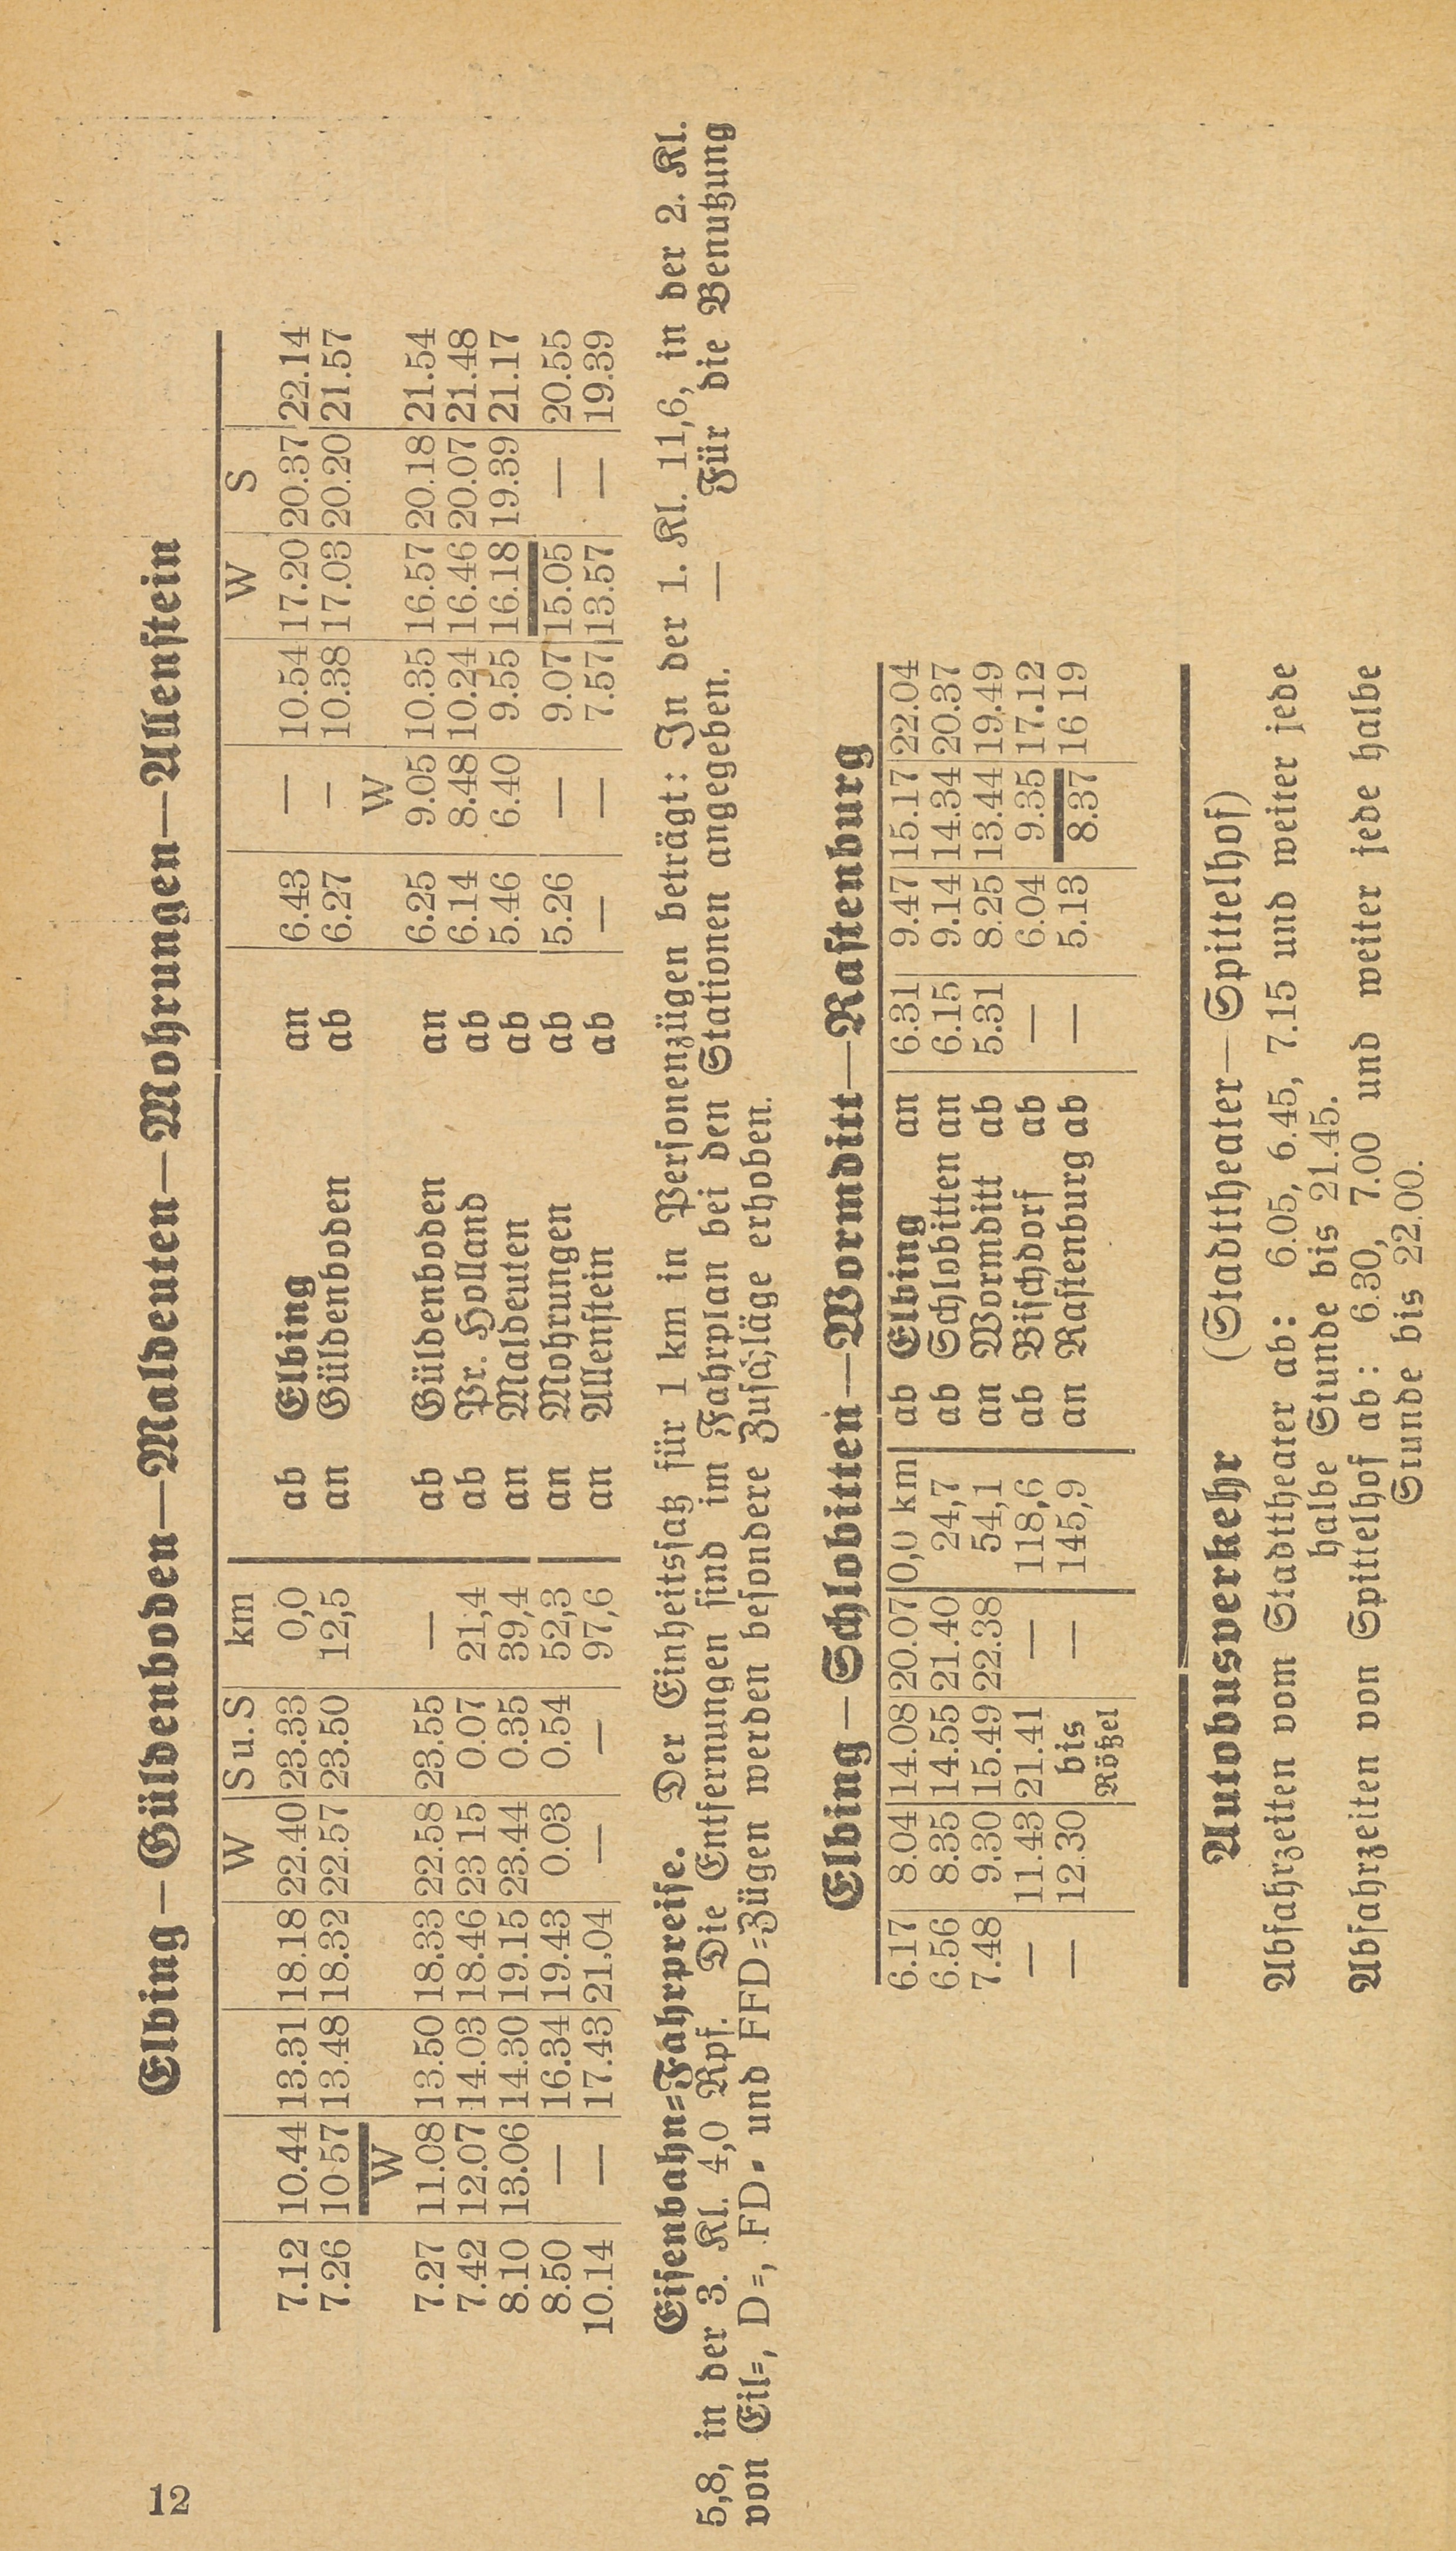 12
Elbing—Güldenboden—Maldeuten—Mohrungen—Allenstein
W Su.S km W S
7.12 10.44 13.31 18.18 22.40 23.33 0,0 ab Elbing an 6.43 — 10.54 17.20 20.37 22.14
7.26 10 57 13.48 18.32 22.57 23.50 12,5 an Güldenboden ab 6.27 — 10.38 17.03 20.20 21.57
W W
7.27 11.08 13.50 18.33 22.58 23.55 — ab Güldenboden an 6.25 9.05 10.35 16.57 20.18 21.54
7.42 12.07 14.03 18.46 23 15 0.07 21,4 ab Pr. Holland ab 6.14 8.48 10.24 16.46 20.07 21.48
8.10 13.06 14.30 19.15 23.44 0.35 39,4 an Maldeuten ab 5.46 6.40 9.55 16.18 19.39 21.17
8.50 — 16.34 19.43 0.03 0.54 52,3 an Mohrungen ab 5.26 — 9.07 15.05 — 20.55
10.14 — 17.43 21.04 — — 97,6 an Allenstein ab — — 7.57 13.57 — 19.39
Eisenbahn=Fahrpreise. Der Einheitssatz für 1 km in Personenzügen beträgt: In der 1. Kl. 11,6, in der 2. Kl.
5,8, in der 3. Kl. 4,0 Rpf. Die Entfernungen sind im Fahrplan bei den Stationen angegeben. — Für die Benutzung
von Eil=, D=, FD= und FFD=Zügen werden besondere Zuschläge erhoben.
Elbing—Schlobitten—Wormditt—Rastenburg
6.17 8.04 14.08 20.07 0,0 km ab Elbing an 6.31 9.47 15.17 22.04
6.56 8.35 14.55 21.40 24,7 ab Schlobitten an 6.15 9.14 14.34 20.37
7.48 9.30 15.49 22.38 54,1 an Wormditt ab 5.31 8.25 13.44 19.49
— 11.43 21.41 — 118,6 ab Bischdorf ab — 6.04 9.35 17.12
— 12.30 bis — 145,9 an Rastenburg ab — 5.13 8.37 16 19
Rößel
Autobusverkehr (Stadttheater—Spittelhof)
Abfahrzeiten vom Stadttheater ab: 6.05, 6.45, 7.15 und weiter jede
halbe Stunde bis 21.45.
Abfahrzeiten von Spittelhof ab: 6.30, 7.00 und weiter jede halbe
Stunde bis 22.00.